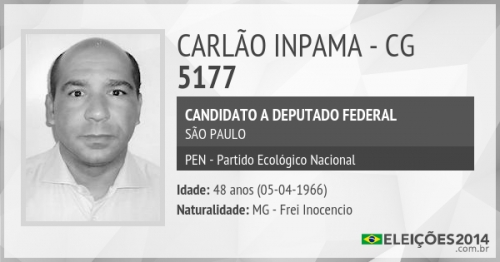 CARLÃO INPAMA - CG
5177
CANDIDATO A DEPUTADO FEDERAL
SÃO PAULO
PEN - Partido Ecológico Nacional
Idade: 48 anos (05-04-1966)
Naturalidade: MG - Frei Inocencio
ELEIÇÕES2014
.com.br